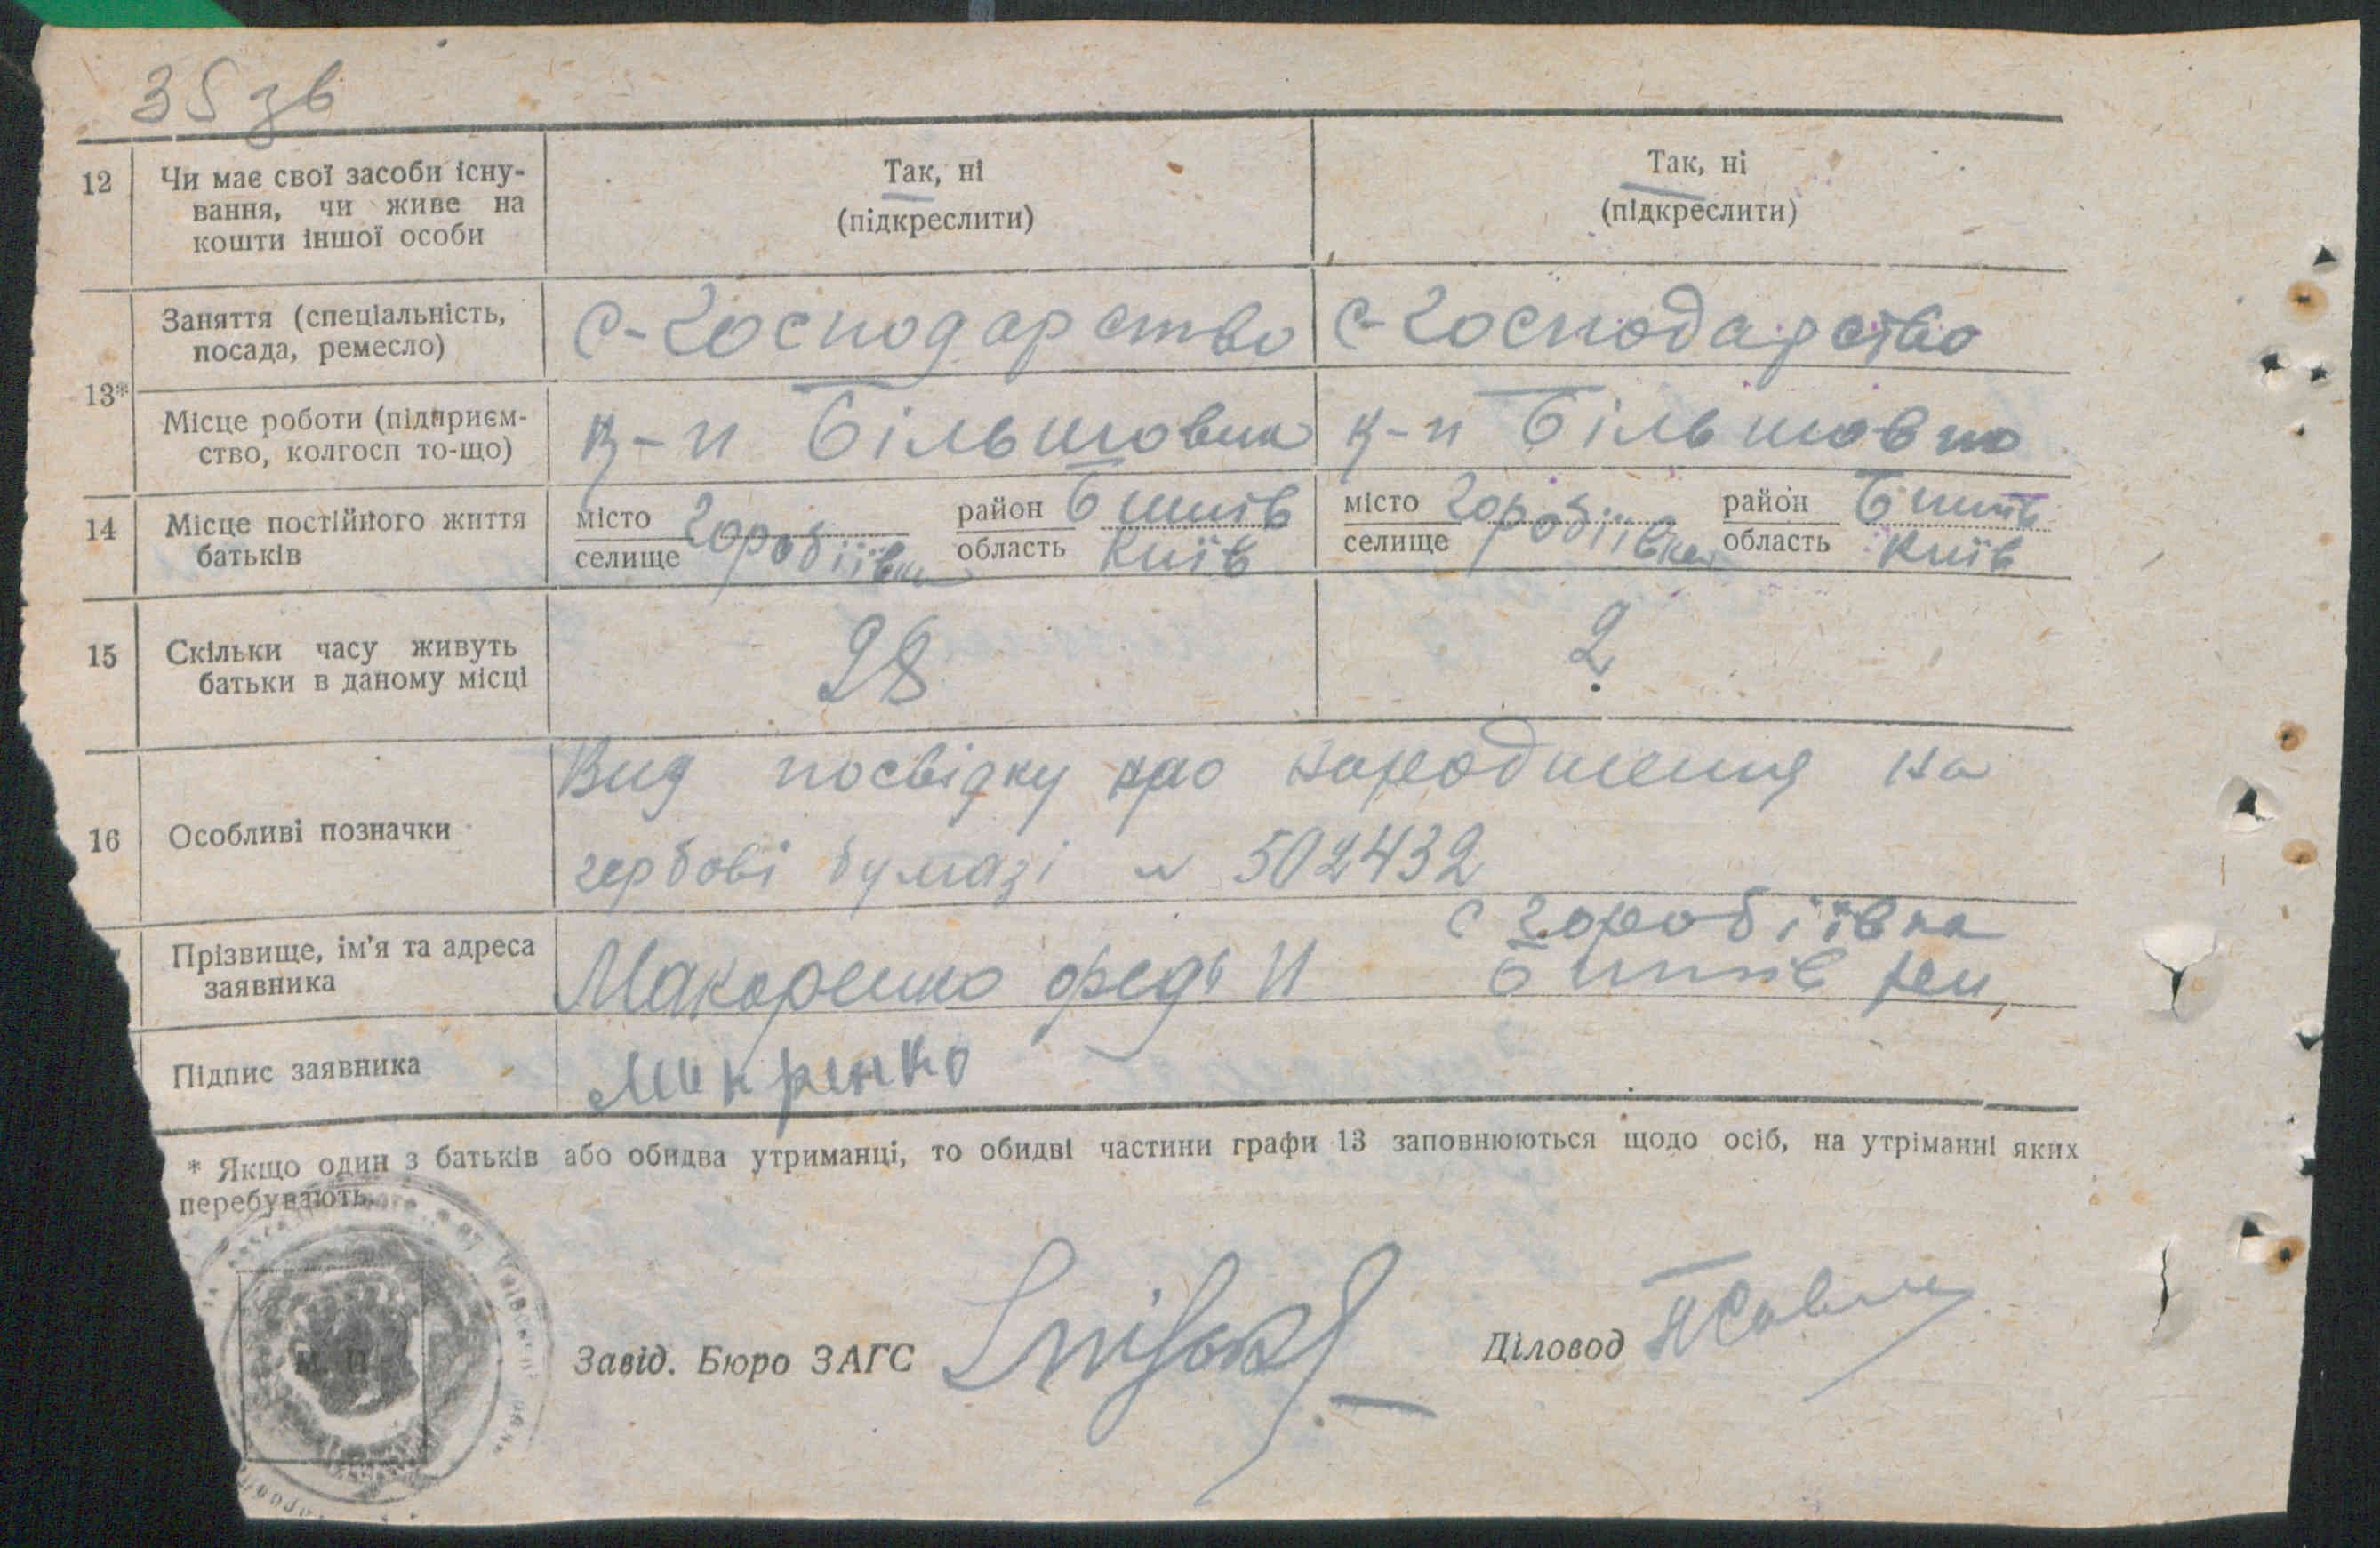 35 зв
12 Чи має свої засоби існу- Так, ні Так, ні
вання, чи живе на (підкреслити) (підкреслити)
кошти іншої особи
13* Заняття (спеціальність, с-господарство с-господарство
посада, ремесло)
Місце роботи (підприєм- к-п Більшовик к-п Більшовик
ство, колгосп то-що)
14 Місце постійного життя місто Горобіївка район Б місто Горобіївка район Б
батьків селище область Київ селище область Київ
15 Скільки часу живуть 28 2
батьки в даному місці
16 Особливі позначки Вид посвідку про народження на
гербові бумазі № 502432
с Горобіївка
Прізвище, ім'я та адреса Макаренко Федь И Б
заявника
Підпис заявника Микренко
* Якщо один з батьків або обидва утриманці, то обидві частини графи 13 заповнюються щодо осіб, на утріманні яких
перебувають.
М. П.
Завід. Бюро ЗАГС Діловод